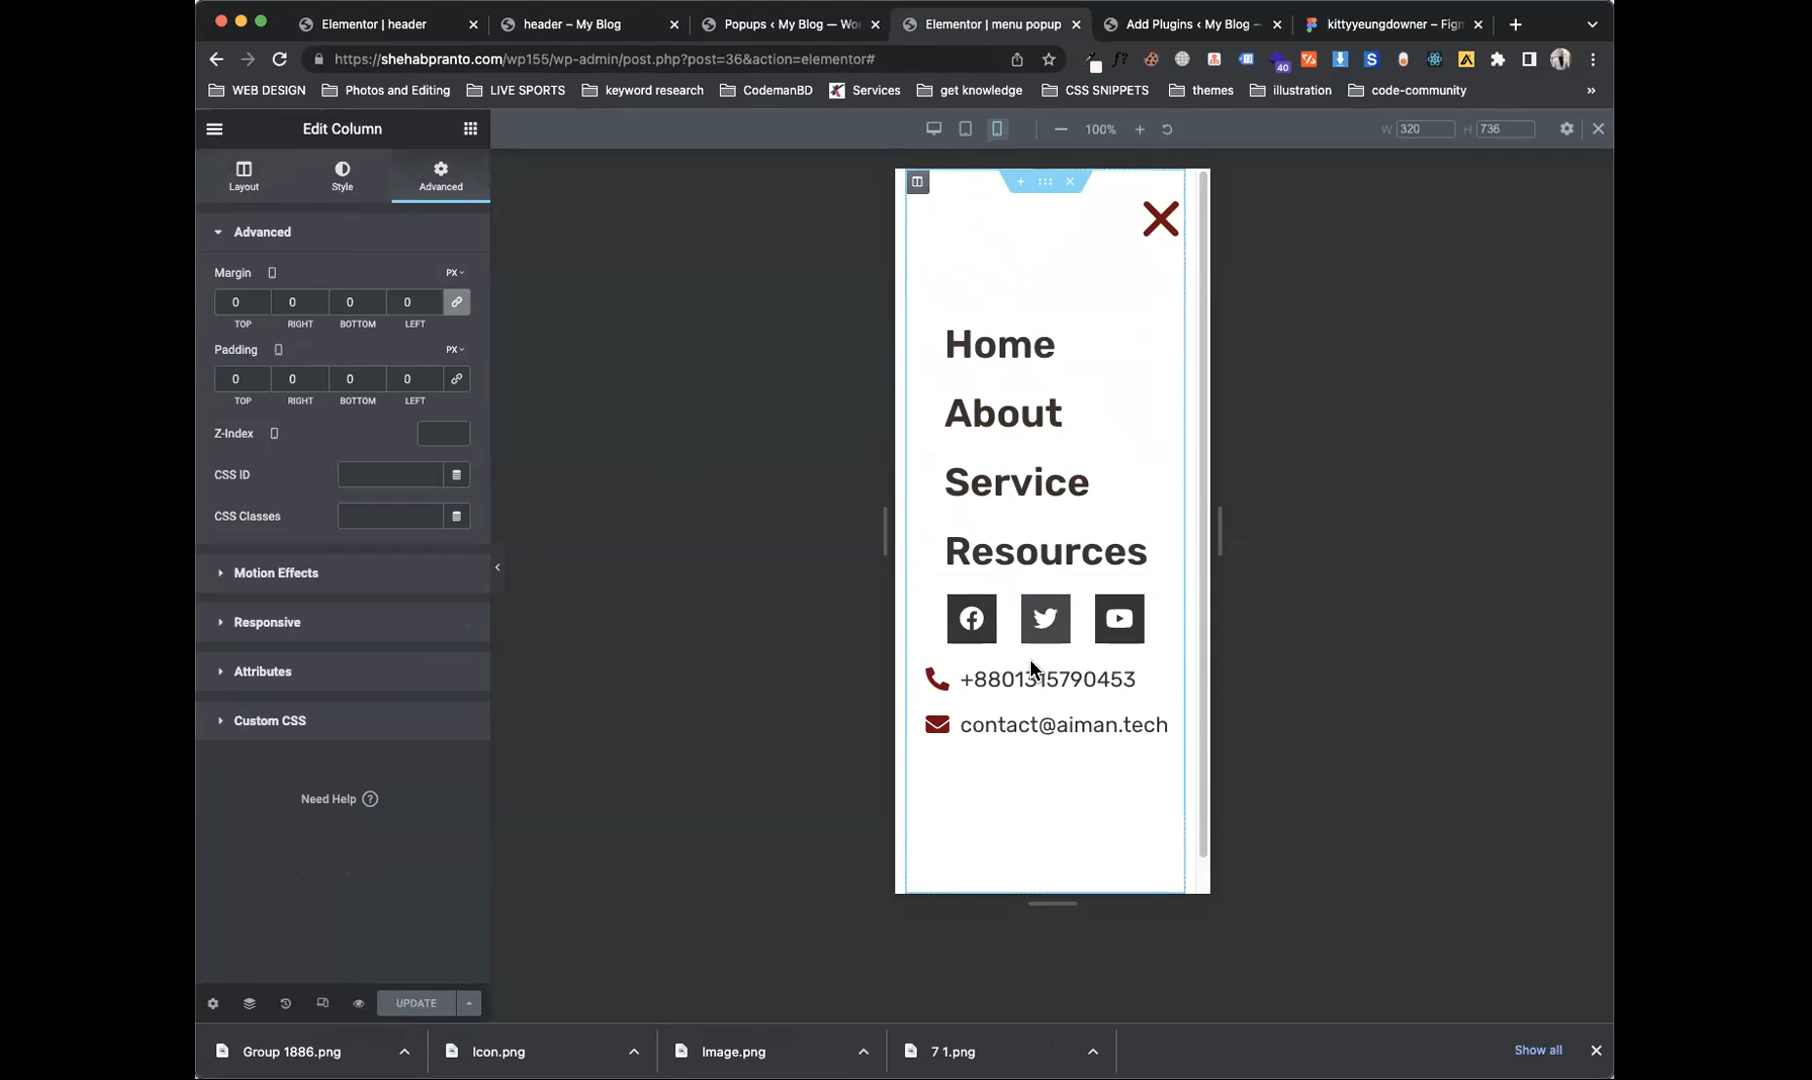 Elementor | header
header – My Blog
Popups ‹ My Blog — Wo
Elementor | menu popup
Add Plugins ‹ My Blog —
kittyyeungdowner – Figm
https://shehabpranto.com/wp155/wp-admin/post.php?post=36&action=elementor#
f?
40
S
WEB DESIGN
Photos and Editing
LIVE SPORTS
keyword research
CodemanBD
Services
get knowledge
CSS SNIPPETS
themes
illustration
code-community
»
Edit Column
100%
W 320
H 736
Layout
Style
Advanced
Advanced
Margin
PX
0 0 0 0
TOP RIGHT BOTTOM LEFT
Padding
PX
0 0 0 0
TOP RIGHT BOTTOM LEFT
Z-Index
CSS ID
CSS Classes
Motion Effects
Responsive
Attributes
Custom CSS
Need Help
UPDATE
Home
About
Service
Resources
+8801315790453
contact@aiman.tech
Group 1886.png
Icon.png
Image.png
7 1.png
Show all